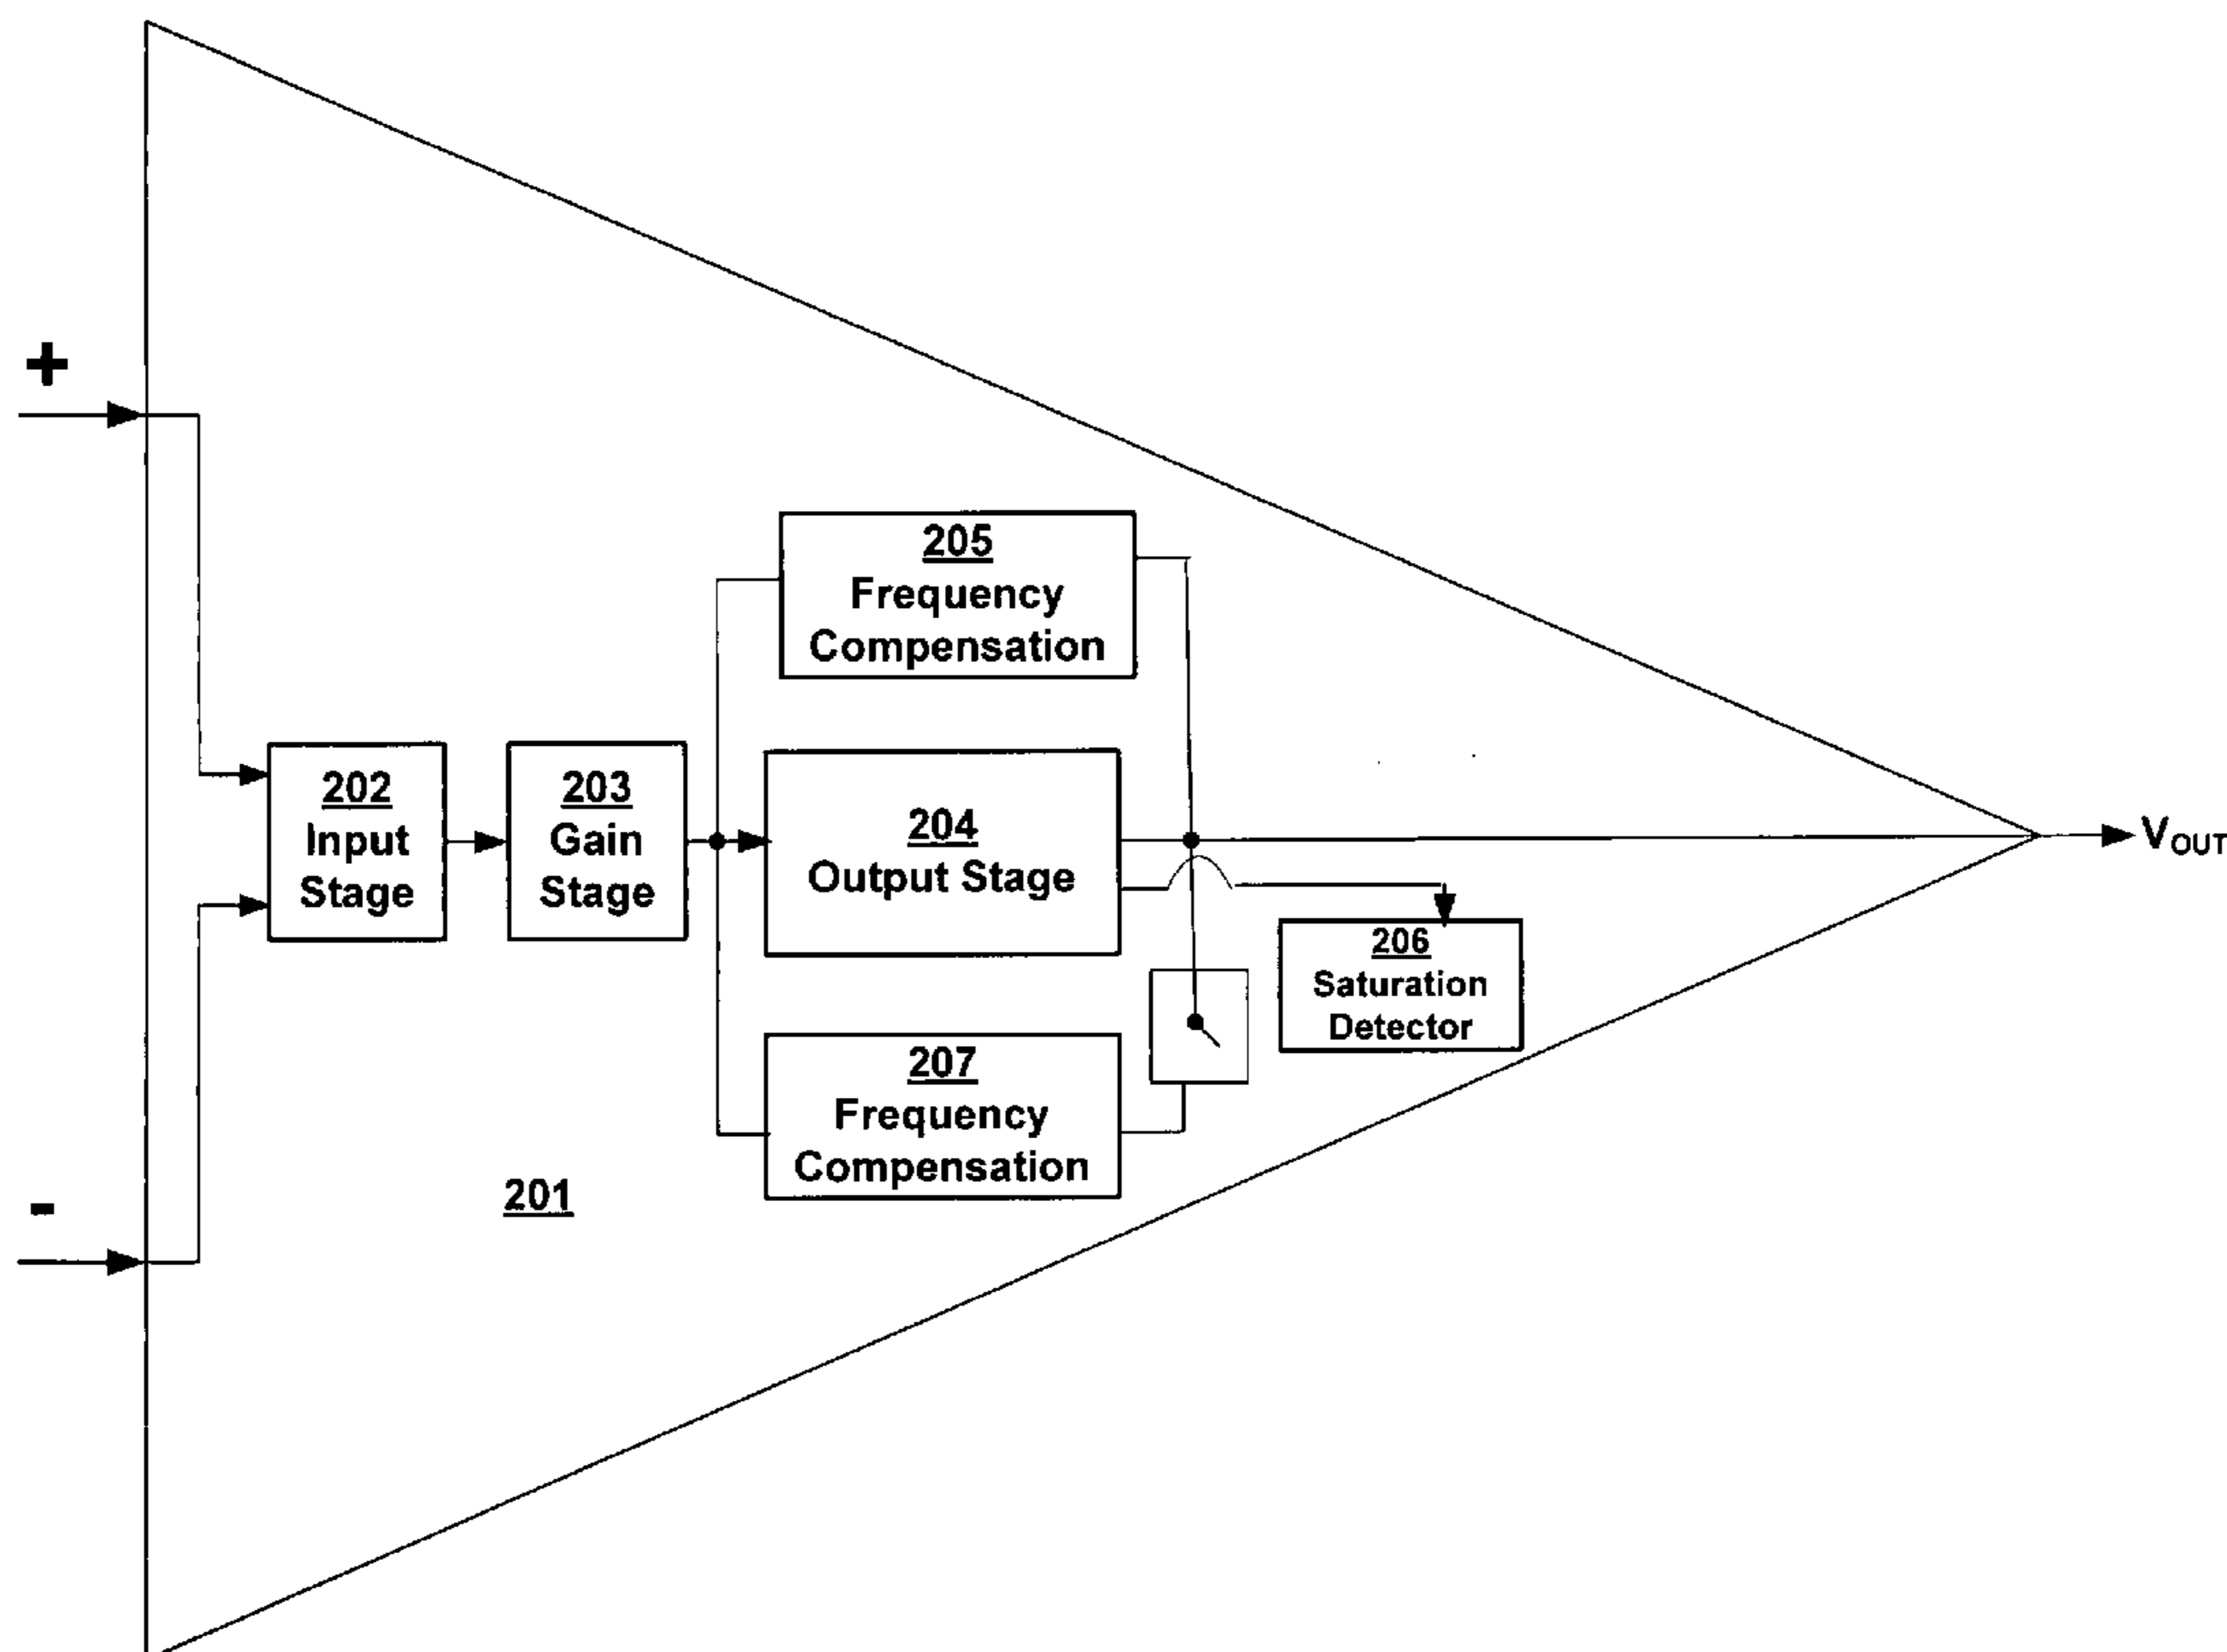 +
205
Frequency
Compensation
202
Input
Stage
203
Gain
Stage
204
Output Stage
VOUT
206
Saturation
Detector
207
Frequency
Compensation
201
-